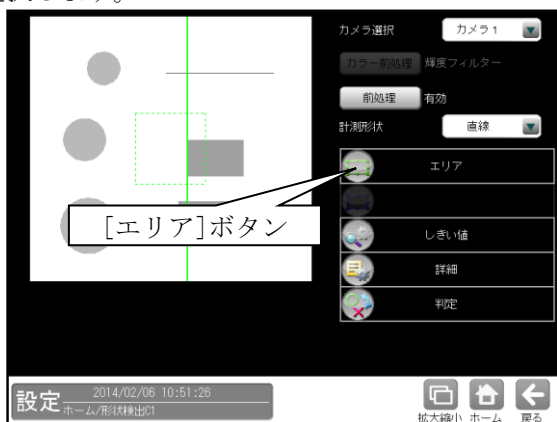 カメラ選択
カメラ1
カラー前処理
輝度フィルター
前処理
有効
計測形状
直線
エリア
[エリア]ボタン
しきい値
詳細
判定
設定
2014/02/06 10:51:26
ホーム/形状検出C1
拡大縮小
ホーム
戻る